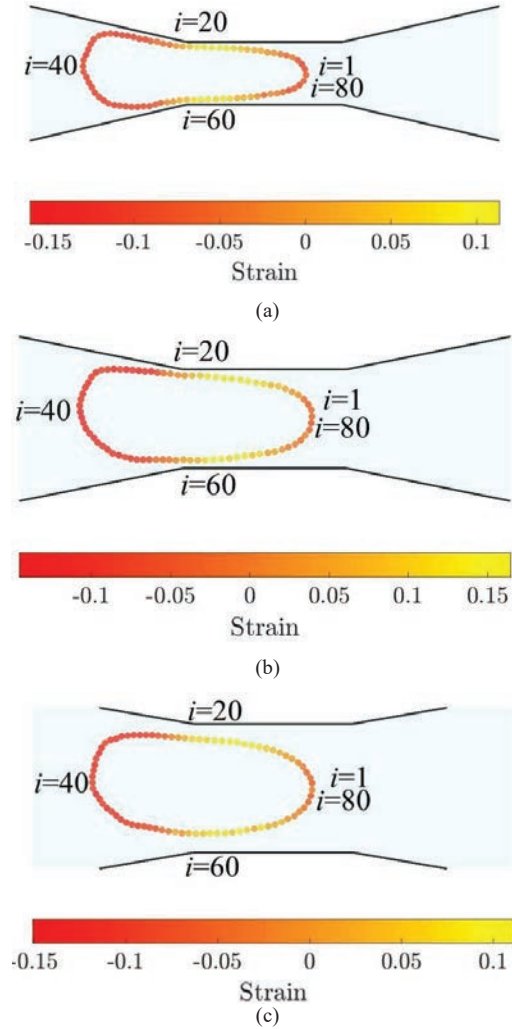 i=20
i=40
i=1
i=80
i=60
-0.15 -0.1 -0.05 0 0.05 0.1
Strain
(a)
i=20
i=40
i=1
i=80
i=60
-0.1 -0.05 0 0.05 0.1 0.15
Strain
(b)
i=20
i=40
i=1
i=80
i=60
-0.15 -0.1 -0.05 0 0.05 0.1
Strain
(c)